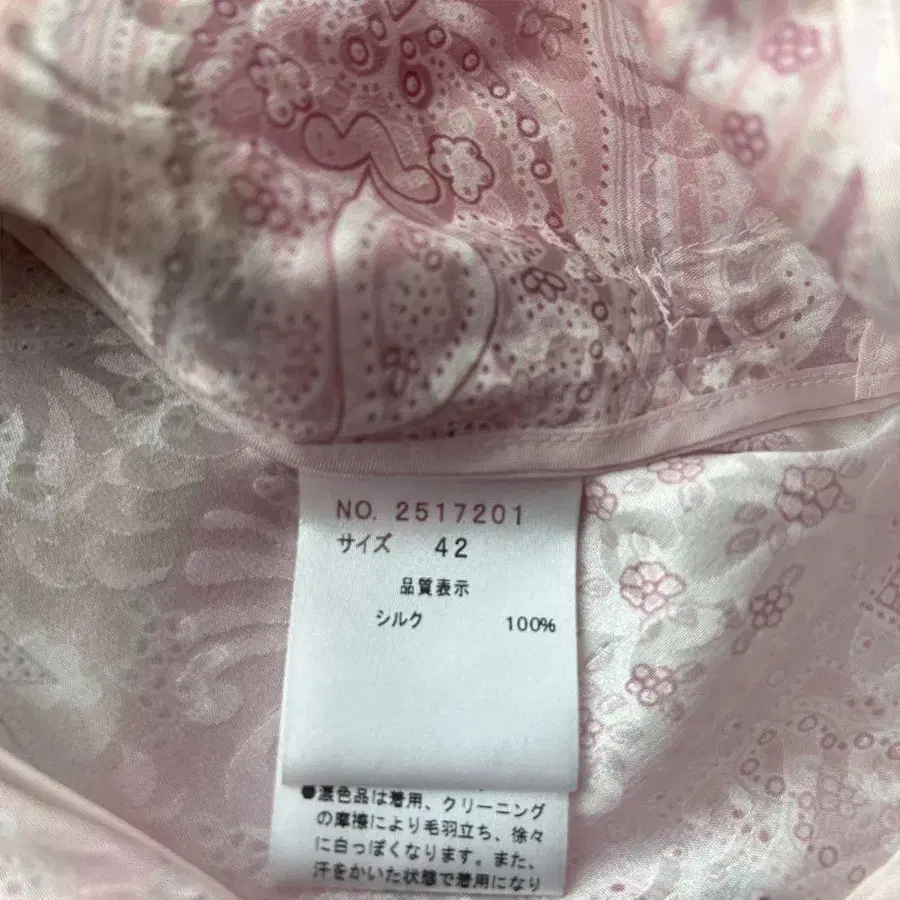 NO. 2517201
サイズ 42
品質表示
シルク 100%
●濃色品は着用、クリーニング
の摩擦により毛羽立ち、徐々
に白っぽくなります。また、
汗をかいた状態で着用になり